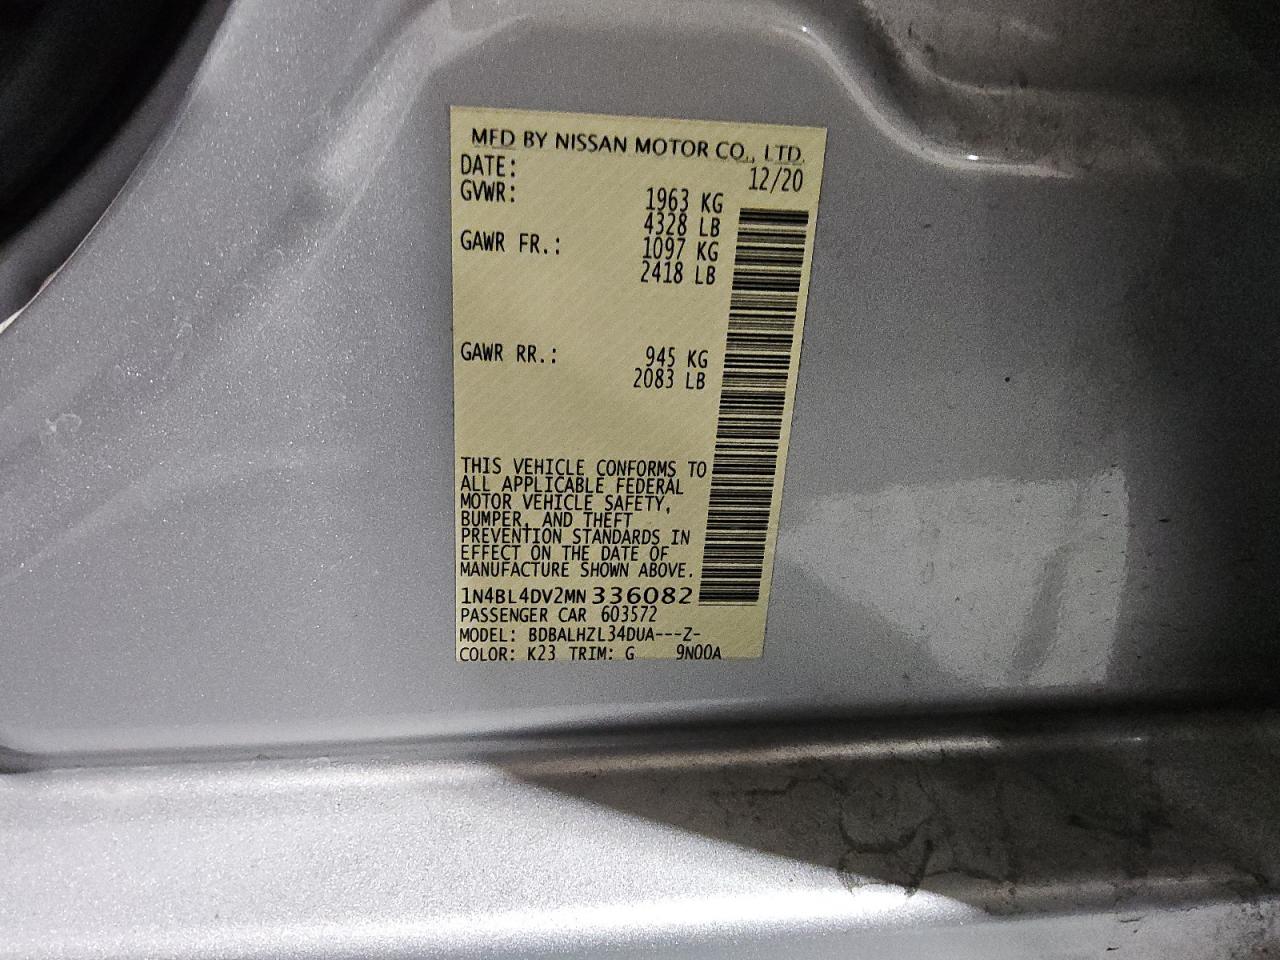 MFD BY NISSAN MOTOR CO., LTD.
DATE: 12/20
GVWR: 1963 KG
4328 LB
GAWR FR.: 1097 KG
2418 LB
GAWR RR.: 945 KG
2083 LB
THIS VEHICLE CONFORMS TO
ALL APPLICABLE FEDERAL
MOTOR VEHICLE SAFETY,
BUMPER, AND THEFT
PREVENTION STANDARDS IN
EFFECT ON THE DATE OF
MANUFACTURE SHOWN ABOVE.
1N4BL4DV2MN336082
PASSENGER CAR 603572
MODEL: BDBALHZL34DUA---Z-
COLOR: K23 TRIM: G 9N00A